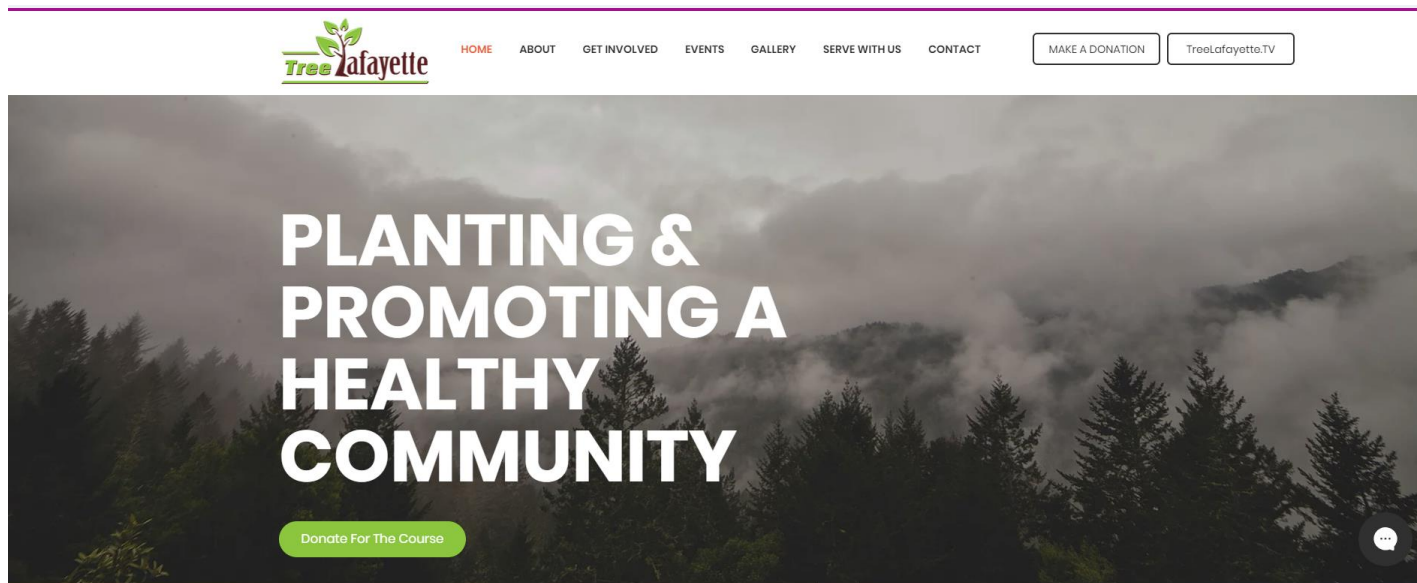 Tree Lafayette
HOME ABOUT GET INVOLVED EVENTS GALLERY SERVE WITH US CONTACT MAKE A DONATION TreeLafayette.TV
PLANTING &
PROMOTING A
HEALTHY
COMMUNITY
Donate For The Course